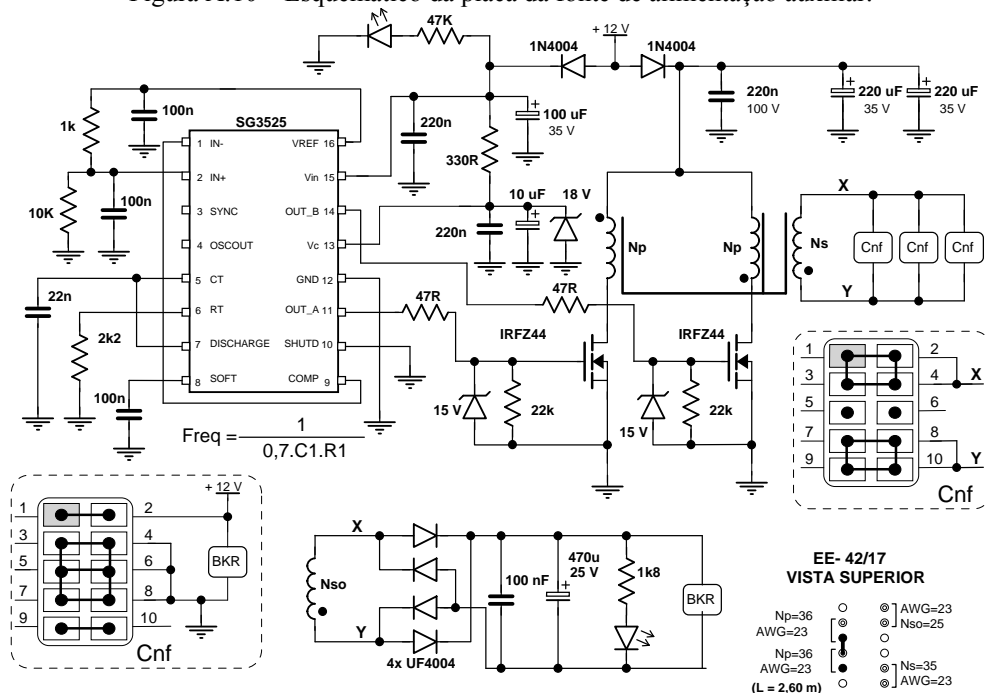 Figura A.10 – Esquemático da placa da fonte de alimentação auxiliar.
47K
1N4004
+ 12 V
1N4004
100n
1k
SG3525
220n
100 uF
35 V
220n
100 V
220 uF
35 V
220 uF
35 V
1 IN-
VREF 16
330R
2 IN+
Vin 15
10K
100n
3 SYNC
OUT_B 14
10 uF
18 V
X
4 OSCOUT
Vc 13
220n
Np
Np
Ns
Cnf
Cnf
Cnf
5 CT
GND 12
22n
47R
47R
Y
6 RT
OUT_A 11
2k2
7 DISCHARGE
SHUTD 10
IRFZ44
IRFZ44
8 SOFT
COMP 9
100n
15 V
22k
15 V
22k
Freq = 1
0,7.C1.R1
1
2
3
4
X
5
6
7
8
9
10
Y
Cnf
+ 12 V
1
2
3
4
5
6
7
8
9
10
BKR
Cnf
X
Nso
Y
4x UF4004
100 nF
470u
25 V
1k8
BKR
EE- 42/17
VISTA SUPERIOR
Np=36
AWG=23
AWG=23
Nso=25
Np=36
AWG=23
Ns=35
AWG=23
(L = 2,60 m)